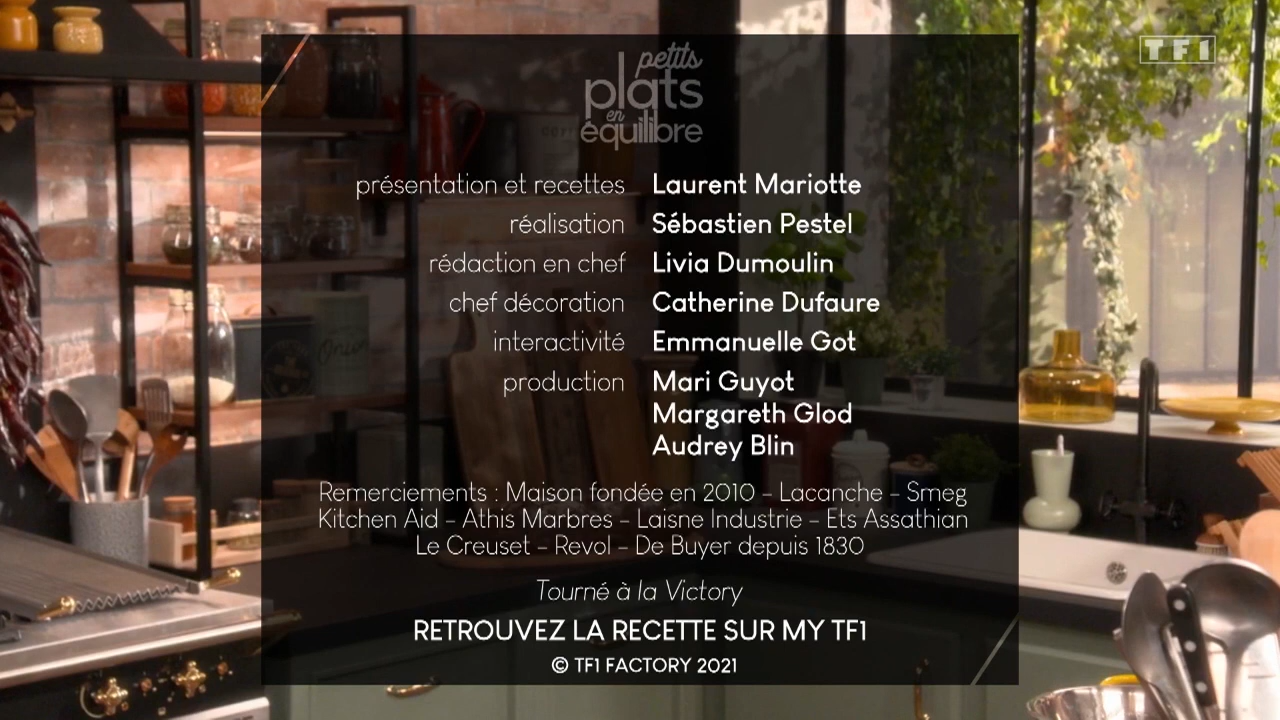 TF1
petits
plats
en
équilibre
présentation et recettes Laurent Mariotte
réalisation Sébastien Pestel
rédaction en chef Livia Dumoulin
chef décoration Catherine Dufaure
interactivité Emmanuelle Got
production Mari Guyot
Margareth Glod
Audrey Blin
Remerciements : Maison fondée en 2010 - Lacanche - Smeg
Kitchen Aid - Athis Marbres - Laisne Industrie - Ets Assathian
Le Creuset - Revol - De Buyer depuis 1830
Tourné à la Victory
RETROUVEZ LA RECETTE SUR MY TF1
© TF1 FACTORY 2021